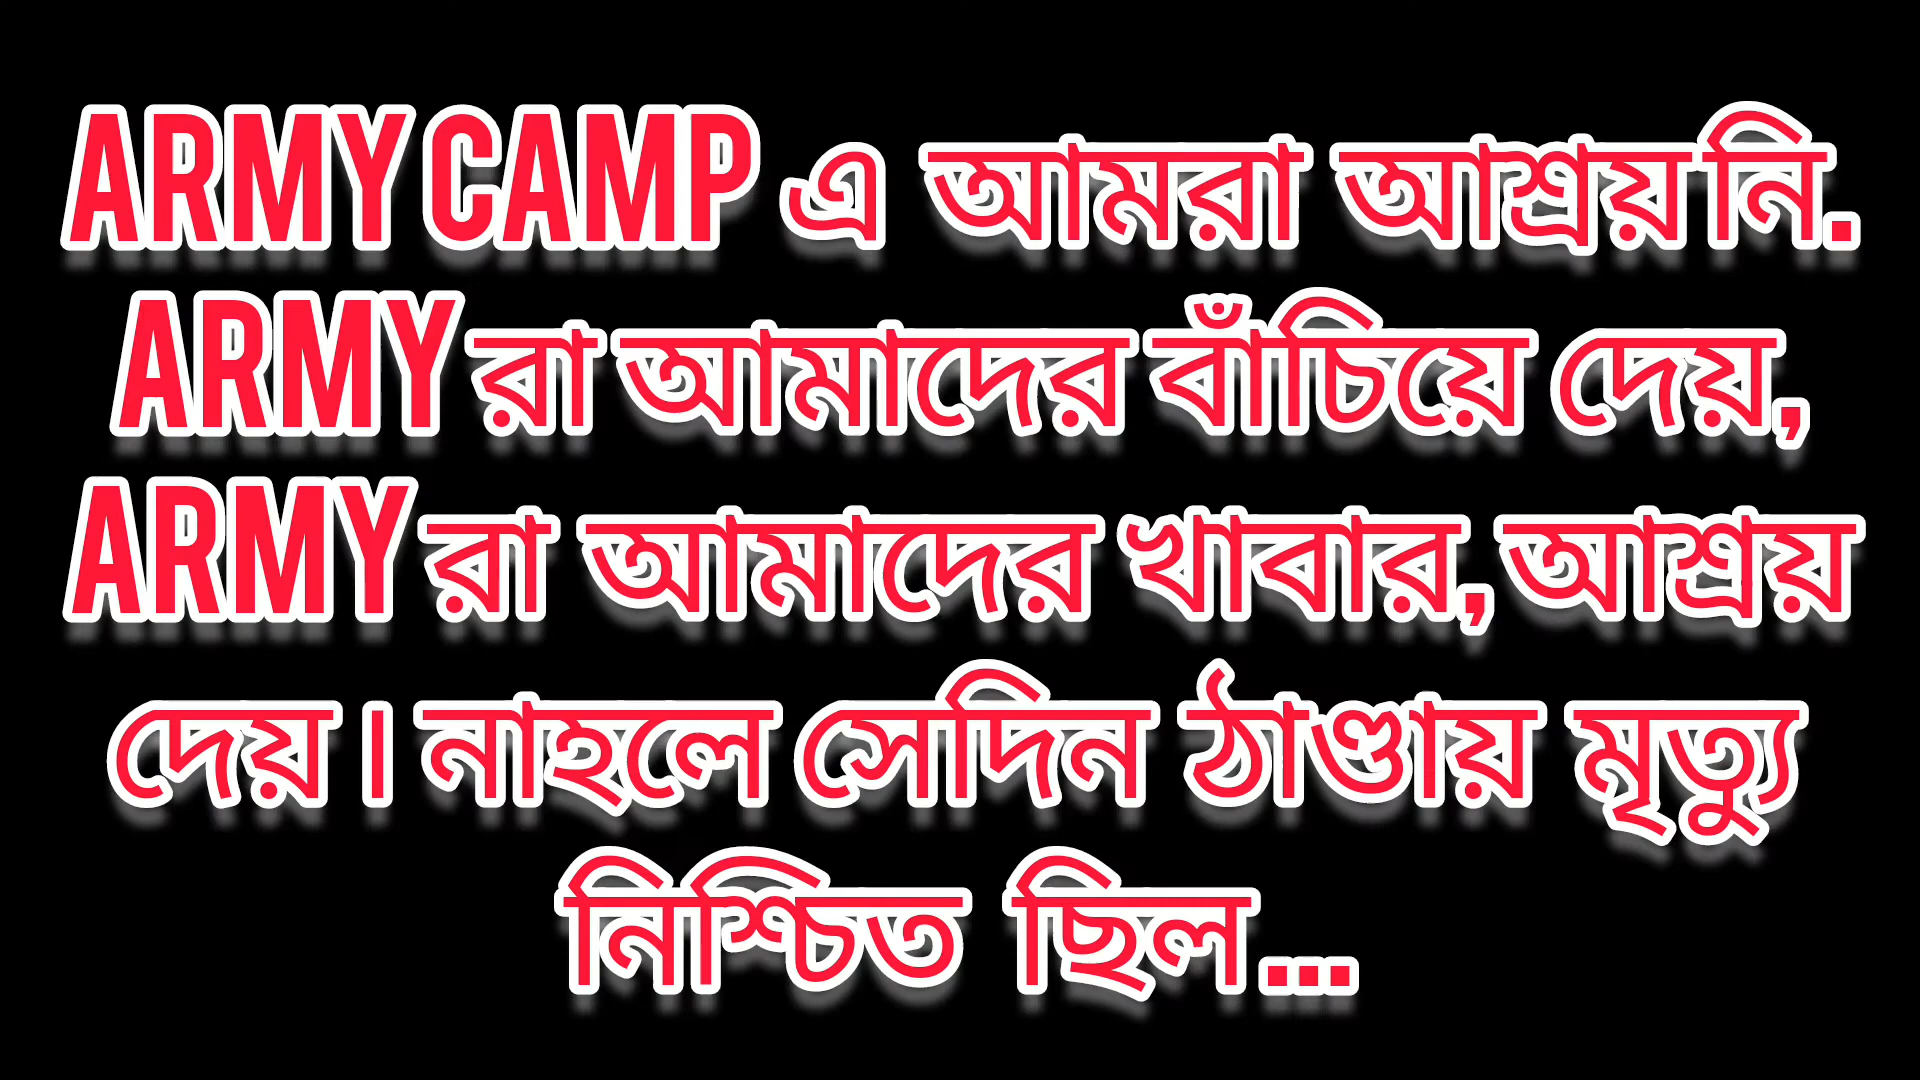 ARMY CAMP এ আমরা আশ্রয় নি.
ARMY রা আমাদের বাঁচিয়ে দেয়,
ARMY রা আমাদের খাবার, আশ্রয়
দেয়। নাহলে সেদিন ঠাণ্ডায় মৃত্যু
নিশ্চিত ছিল...